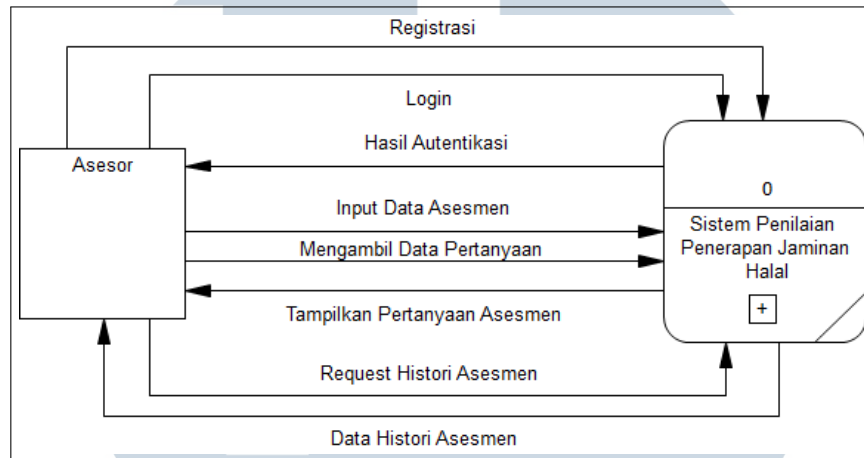 Registrasi
Login
Hasil Autentikasi
Asesor
0
Input Data Asesmen
Sistem Penilaian
Penerapan Jaminan
Halal
Mengambil Data Pertanyaan
+
Tampilkan Pertanyaan Asesmen
Request Histori Asesmen
Data Histori Asesmen